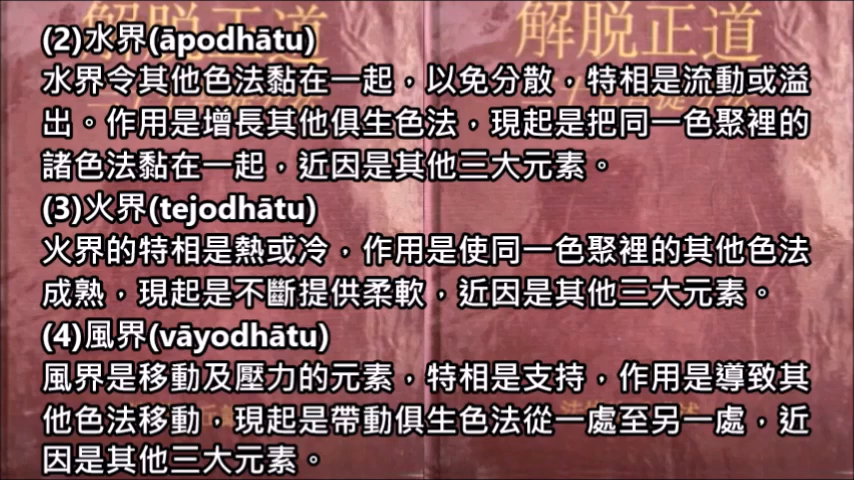 解脫正道
解脫正道
(2)水界(āpodhātu)
水界令其他色法黏在一起，以免分散，特相是流動或溢
出。作用是增長其他俱生色法，現起是把同一色聚裡的
諸色法黏在一起，近因是其他三大元素。
(3)火界(tejodhātu)
火界的特相是熱或冷，作用是使同一色聚裡的其他色法
成熟，現起是不斷提供柔軟，近因是其他三大元素。
(4)風界(vāyodhātu)
風界是移動及壓力的元素，特相是支持，作用是導致其
他色法移動，現起是帶動俱生色法從一處至另一處，近
因是其他三大元素。